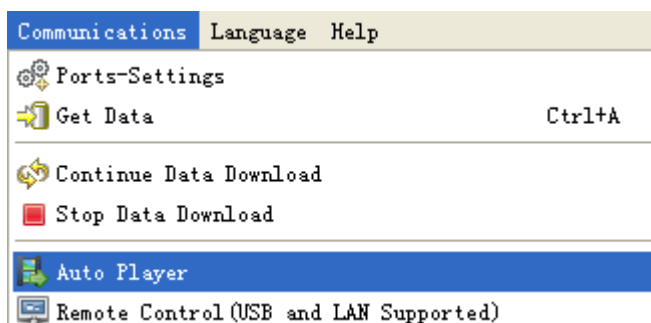 Communications Language Help
Ports-Settings
Get Data Ctrl+A
Continue Data Download
Stop Data Download
Auto Player
Remote Control(USB and LAN Supported)